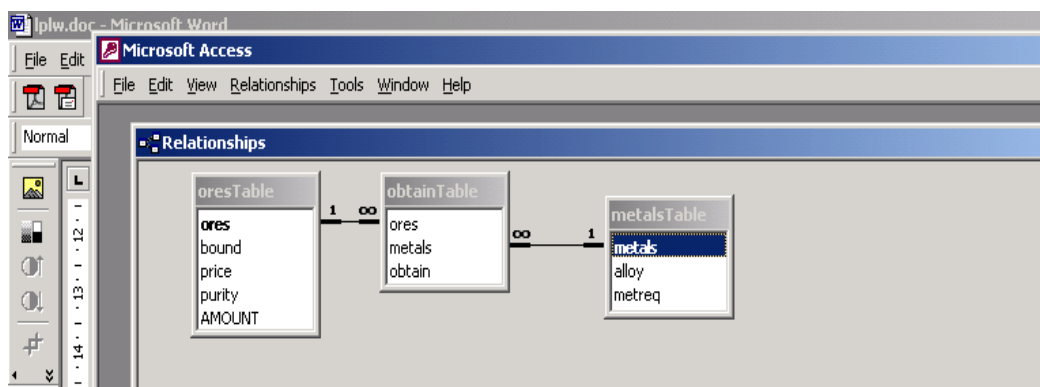 lplw.doc - Microsoft Word
File Edit
Microsoft Access
File Edit View Relationships Tools Window Help
Normal
Relationships
L
12
13
14
oresTable
ores
bound
price
purity
AMOUNT
1 ∞
obtainTable
ores
metals
obtain
∞ 1
metalsTable
metals
alloy
metreq